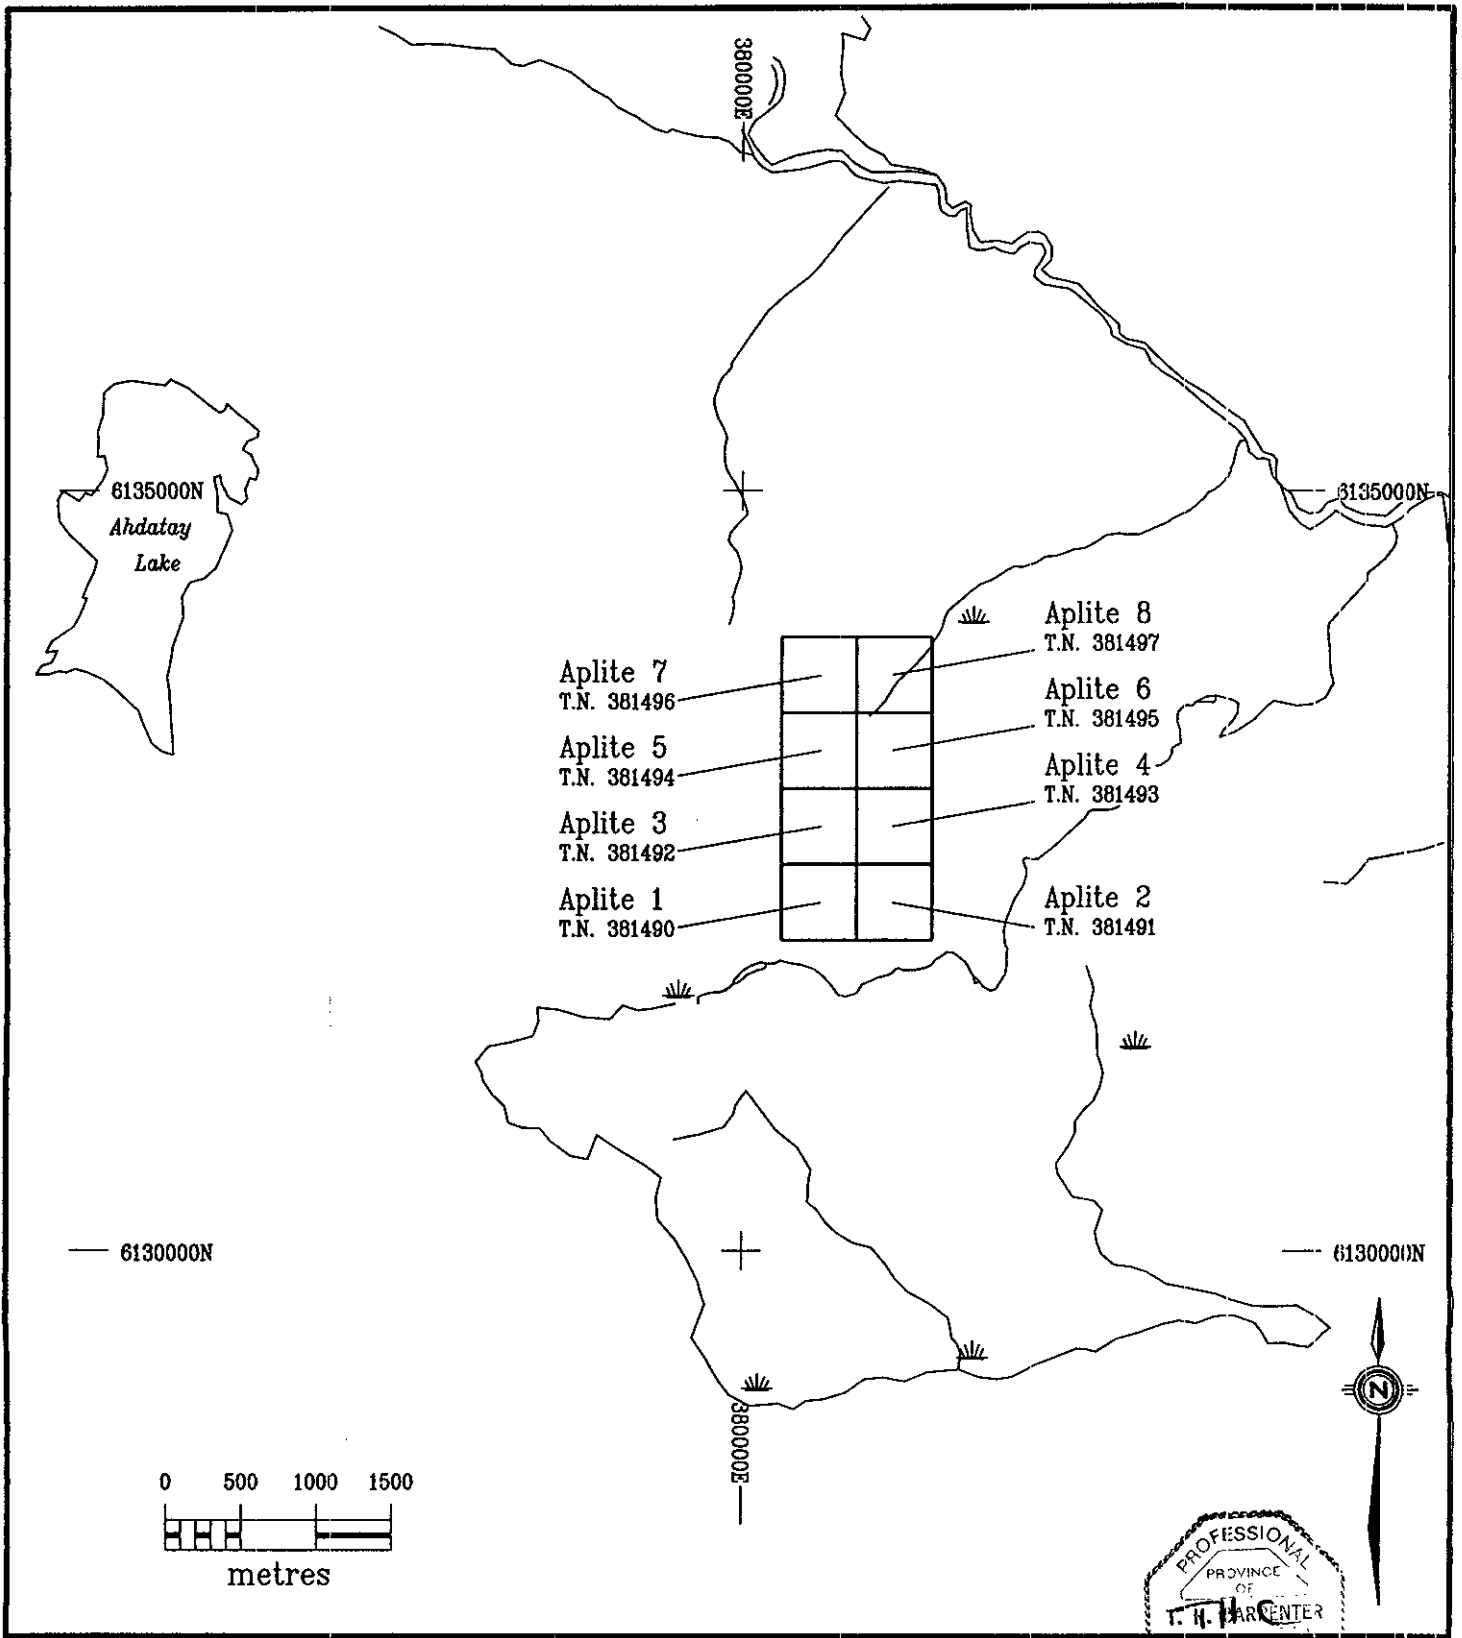 380000E
6135000N
6135000N
Ahdatay
Lake
Aplite 8
T.N. 381497
Aplite 7
T.N. 381496
Aplite 6
T.N. 381495
Aplite 5
T.N. 381494
Aplite 4
T.N. 381493
Aplite 3
T.N. 381492
Aplite 1
T.N. 381490
Aplite 2
T.N. 381491
6130000N
6130000N
380000E
N
0 500 1000 1500
metres
PROFESSIONAL
PROVINCE
OF
T. H. CARPENTER